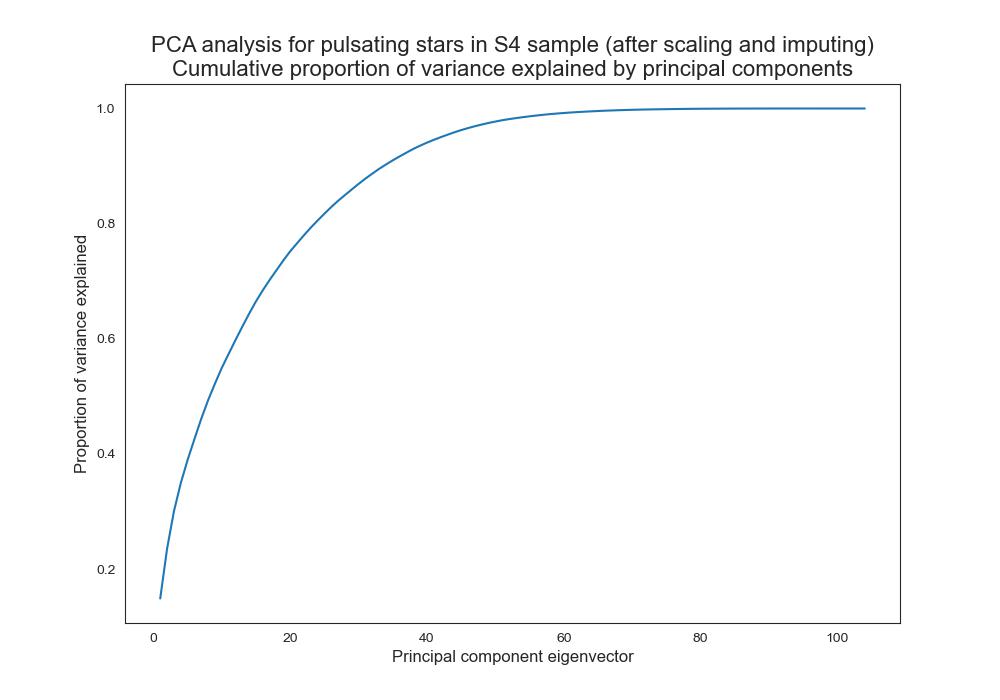 PCA analysis for pulsating stars in S4 sample (after scaling and imputing)
Cumulative proportion of variance explained by principal components
1.0
0.8
0.6
0.4
0.2
Proportion of variance explained
0 20 40 60 80 100
Principal component eigenvector